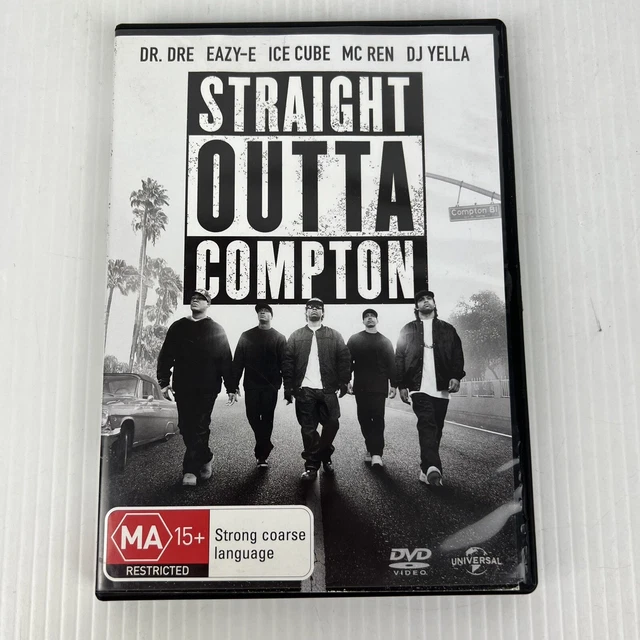 DR. DRE EAZY-E ICE CUBE MC REN DJ YELLA
STRAIGHT
OUTTA
COMPTON
Compton Bl
MA 15+ Strong coarse
language
RESTRICTED
DVD
VIDEO
UNIVERSAL